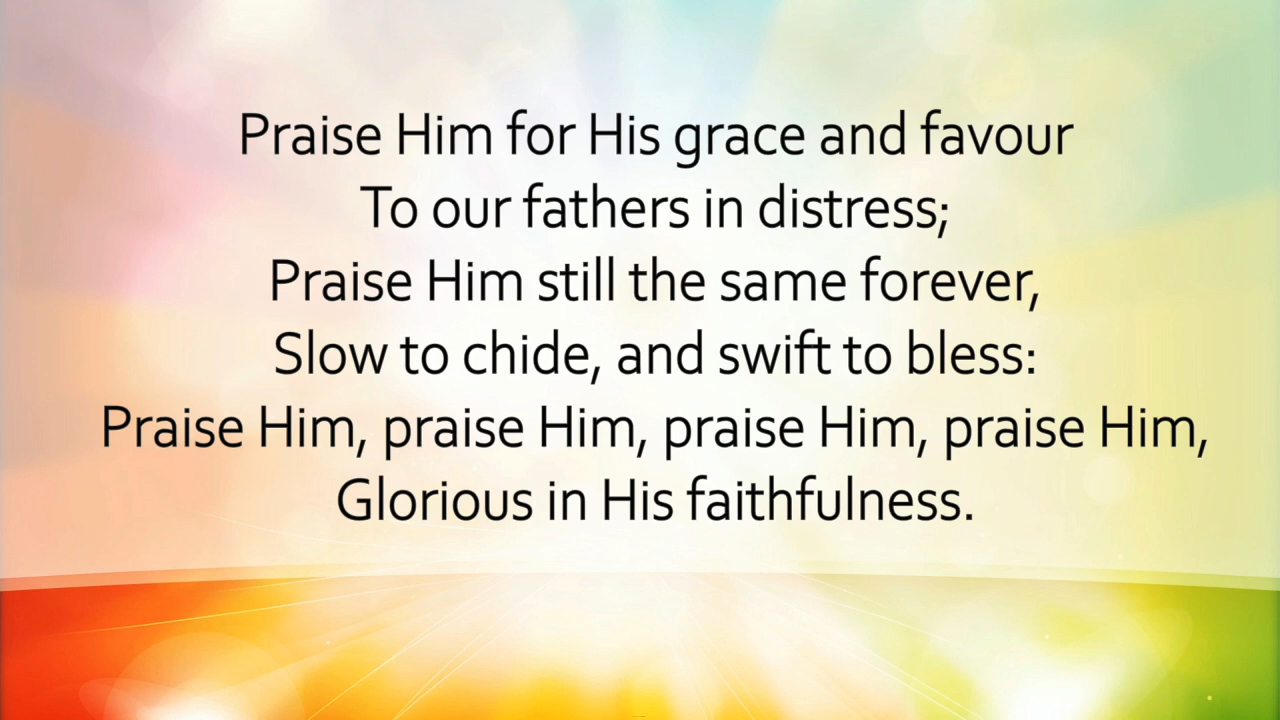 Praise Him for His grace and favour
To our fathers in distress;
Praise Him still the same forever,
Slow to chide, and swift to bless:
Praise Him, praise Him, praise Him, praise Him,
Glorious in His faithfulness.